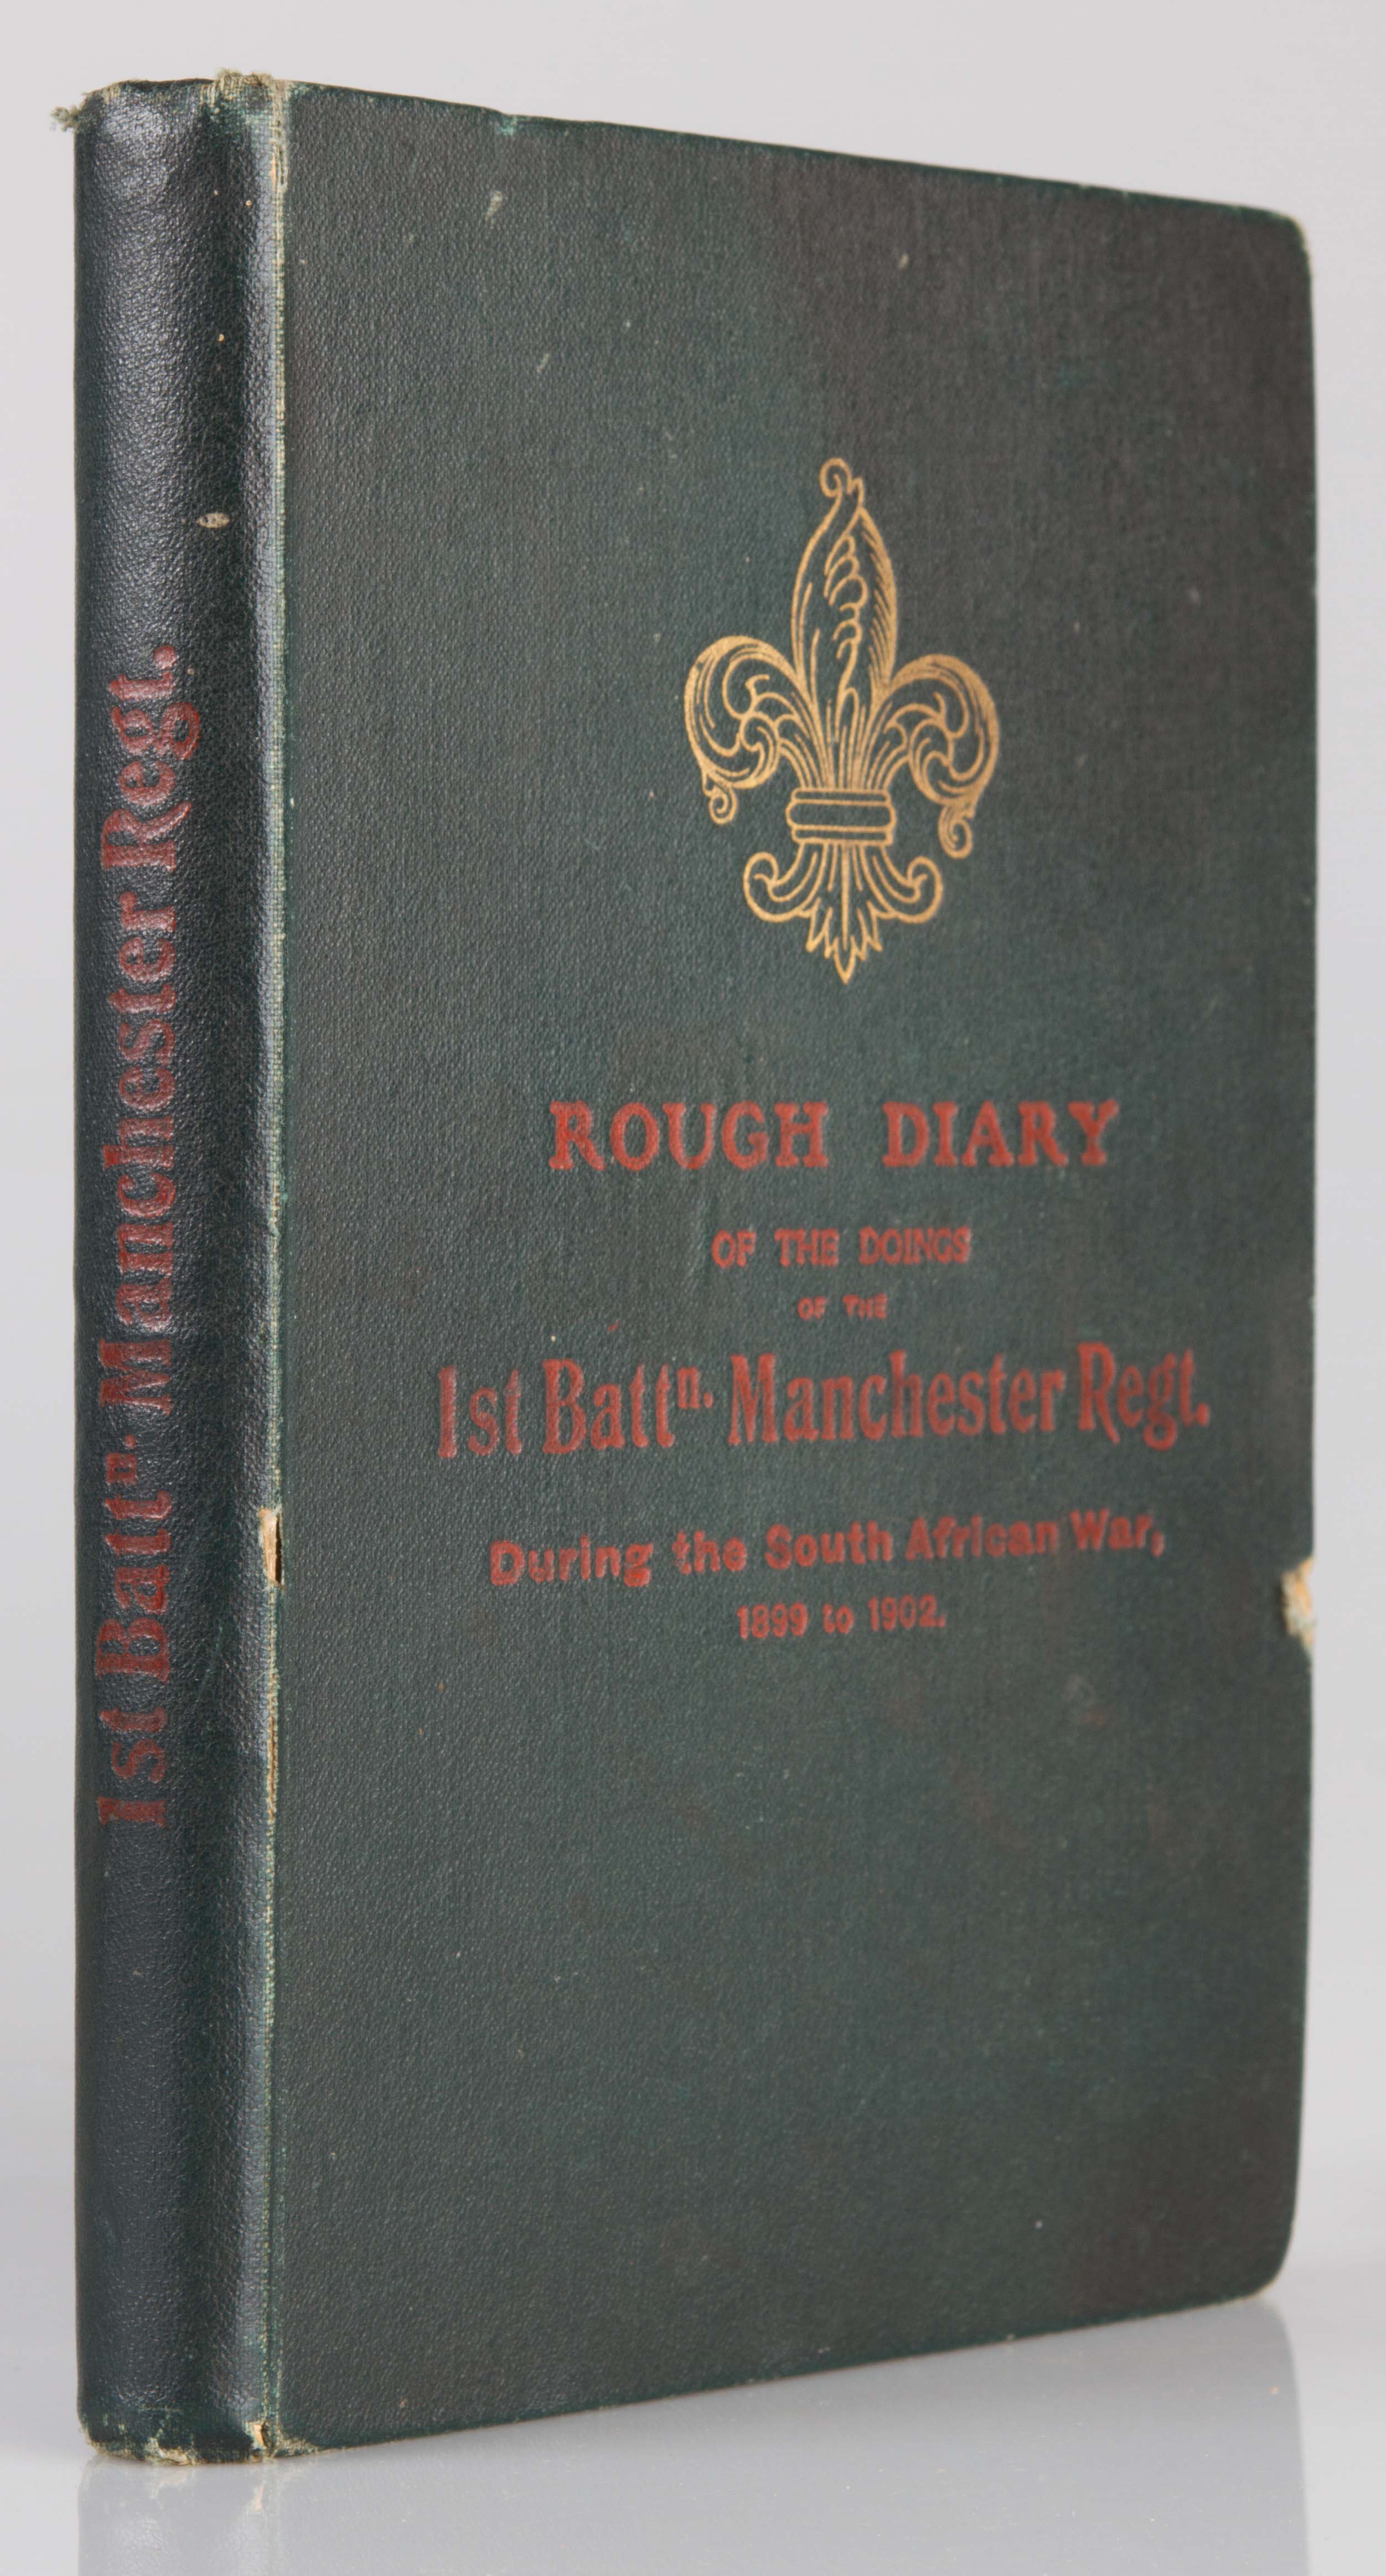 1st Battn. Manchester Regt.
ROUGH DIARY
OF THE DOINGS
OF THE
1st Battn. Manchester Regt.
During the South African War,
1899 to 1902.